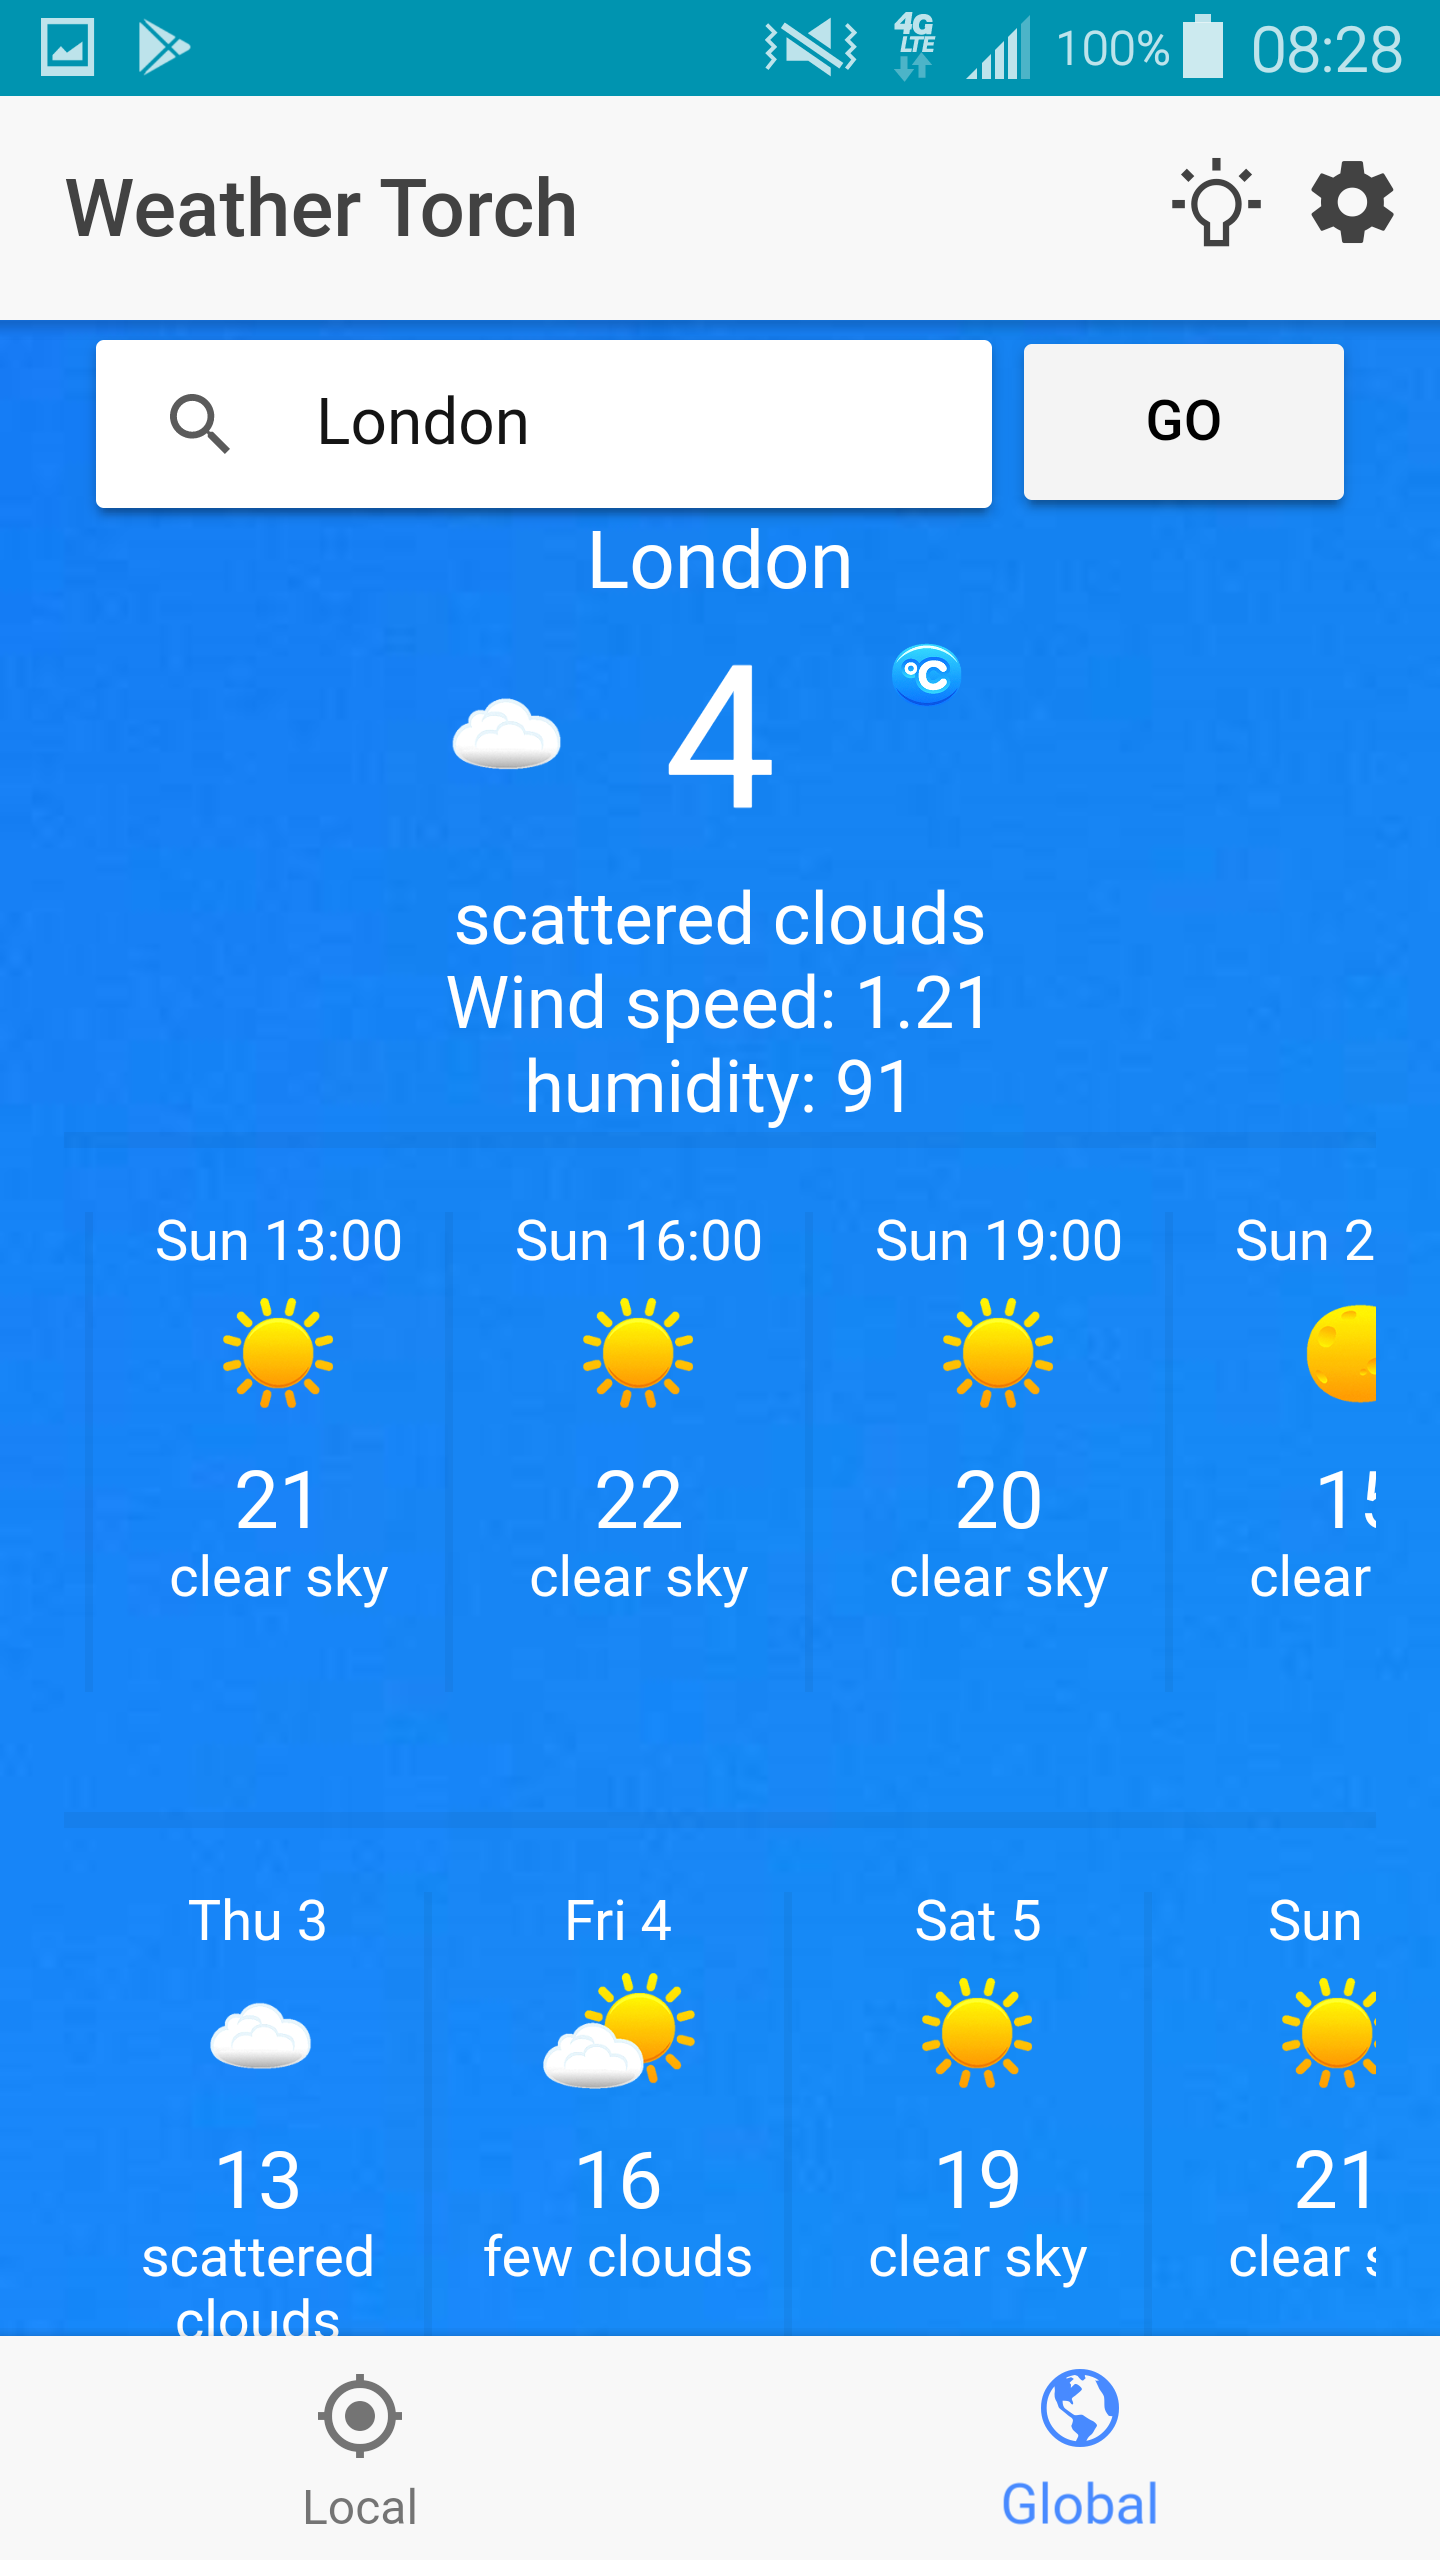 4G LTE 100% 08:28
Weather Torch
London GO
London
4 °C
scattered clouds
Wind speed: 1.21
humidity: 91
Sun 13:00 Sun 16:00 Sun 19:00 Sun 2
21 22 20 15
clear sky clear sky clear sky clear
Thu 3 Fri 4 Sat 5 Sun
13 16 19 21
scattered few clouds clear sky clear s
clouds
Local Global